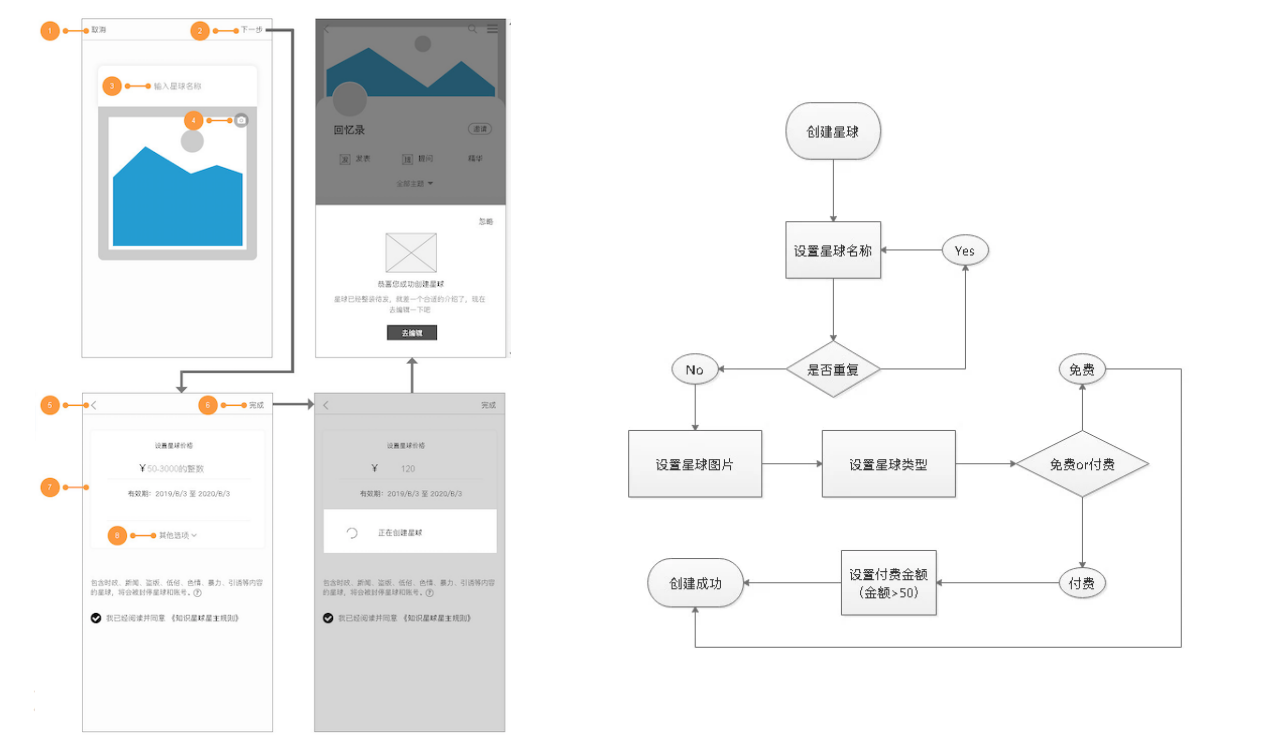 1
取消
2
下一步
3
输入星球名称
4
回忆录
邀请
发表
提问
精华
全部主题
忽略
恭喜您成功创建星球
星球已经整装待发，就差一个合适的介绍了，现在
去编辑一下吧
去编辑
5
6
完成
设置星球价格
¥ 50-3000的整数
有效期：2019/8/3 至 2020/8/3
7
8
其他选项
包含时政、新闻、盗版、低创、色情、暴力、引诱等内容
的星球，将会被封停星球和账号。?
我已经阅读并同意 《知识星球星主规则》
完成
设置星球价格
¥ 120
有效期：2019/8/3 至 2020/8/3
正在创建星球
包含时政、新闻、盗版、低创、色情、暴力、引诱等内容
的星球，将会被封停星球和账号。?
我已经阅读并同意 《知识星球星主规则》
创建星球
设置星球名称
Yes
是否重复
No
免费
设置星球图片
设置星球类型
免费or付费
创建成功
设置付费金额
（金额>50）
付费